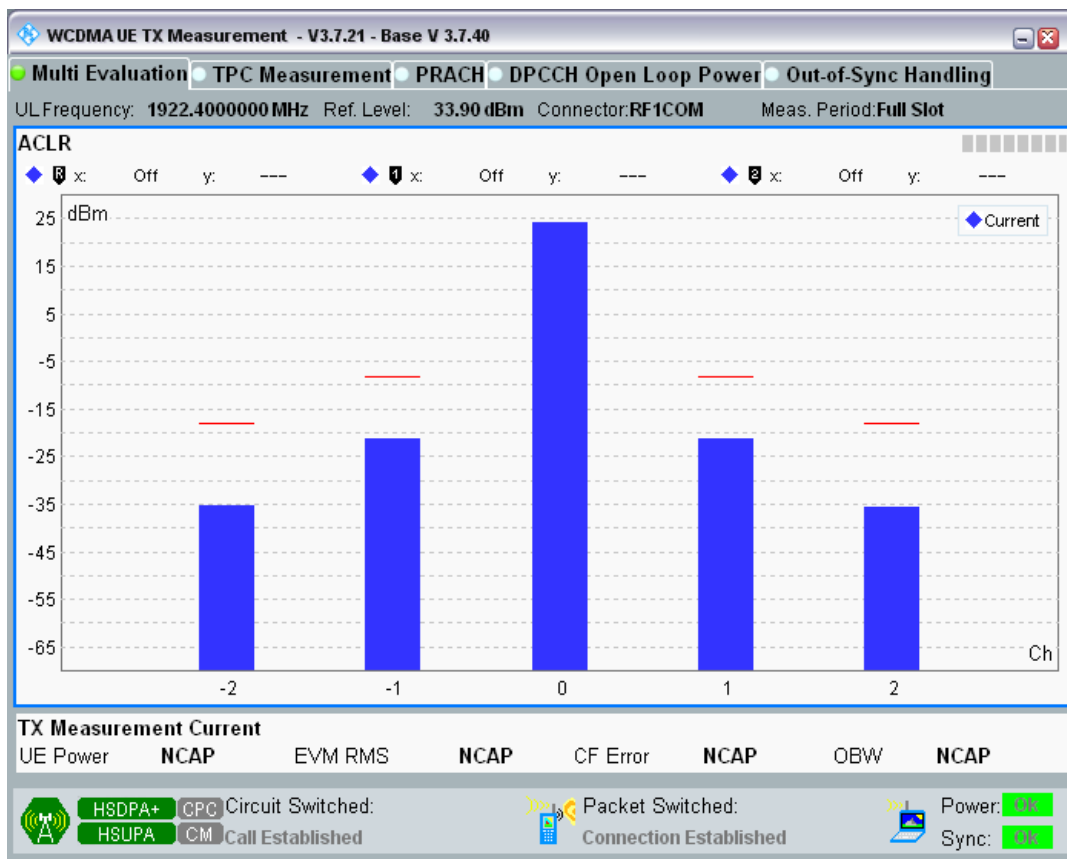 WCDMA UE TX Measurement - V3.7.21 - Base V 3.7.40
Multi Evaluation TPC Measurement PRACH DPCCH Open Loop Power Out-of-Sync Handling
UL Frequency: 1922.4000000 MHz Ref. Level: 33.90 dBm Connector:RF1COM Meas. Period:Full Slot
ACLR
R x: Off y: --- 1 x: Off y: --- 2 x: Off y: ---
dBm
Current
25
15
5
-5
-15
-25
-35
-45
-55
-65
Ch
-2 -1 0 1 2
TX Measurement Current
UE Power NCAP EVM RMS NCAP CF Error NCAP OBW NCAP
HSDPA+ CPC Circuit Switched: Packet Switched: Power: OK
HSUPA CM Call Established Connection Established Sync: OK